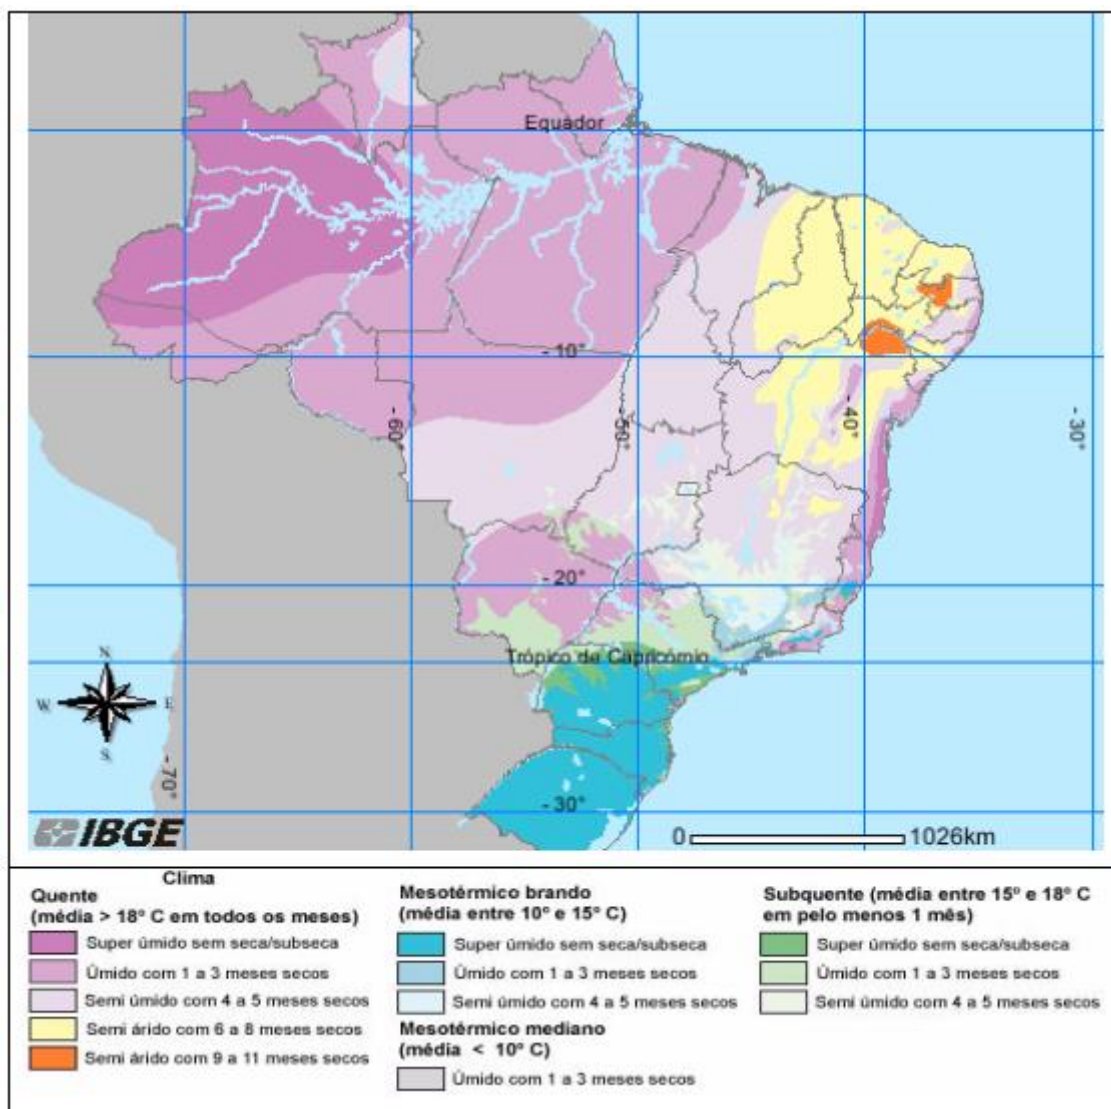 Equador
- 10°
- 60°
- 50°
- 40°
- 30°
- 20°
Trópico de Capricórnio
N
W
E
S
- 70°
- 30°
IBGE
0
1026km
Clima
Quente
(média > 18° C em todos os meses)
Super úmido sem seca/subseca
Úmido com 1 a 3 meses secos
Semi úmido com 4 a 5 meses secos
Semi árido com 6 a 8 meses secos
Semi árido com 9 a 11 meses secos
Mesotérmico brando
(média entre 10° e 15° C)
Super úmido sem seca/subseca
Úmido com 1 a 3 meses secos
Semi úmido com 4 a 5 meses secos
Mesotérmico mediano
(média < 10° C)
Úmido com 1 a 3 meses secos
Subquente (média entre 15° e 18° C
em pelo menos 1 mês)
Super úmido sem seca/subseca
Úmido com 1 a 3 meses secos
Semi úmido com 4 a 5 meses secos